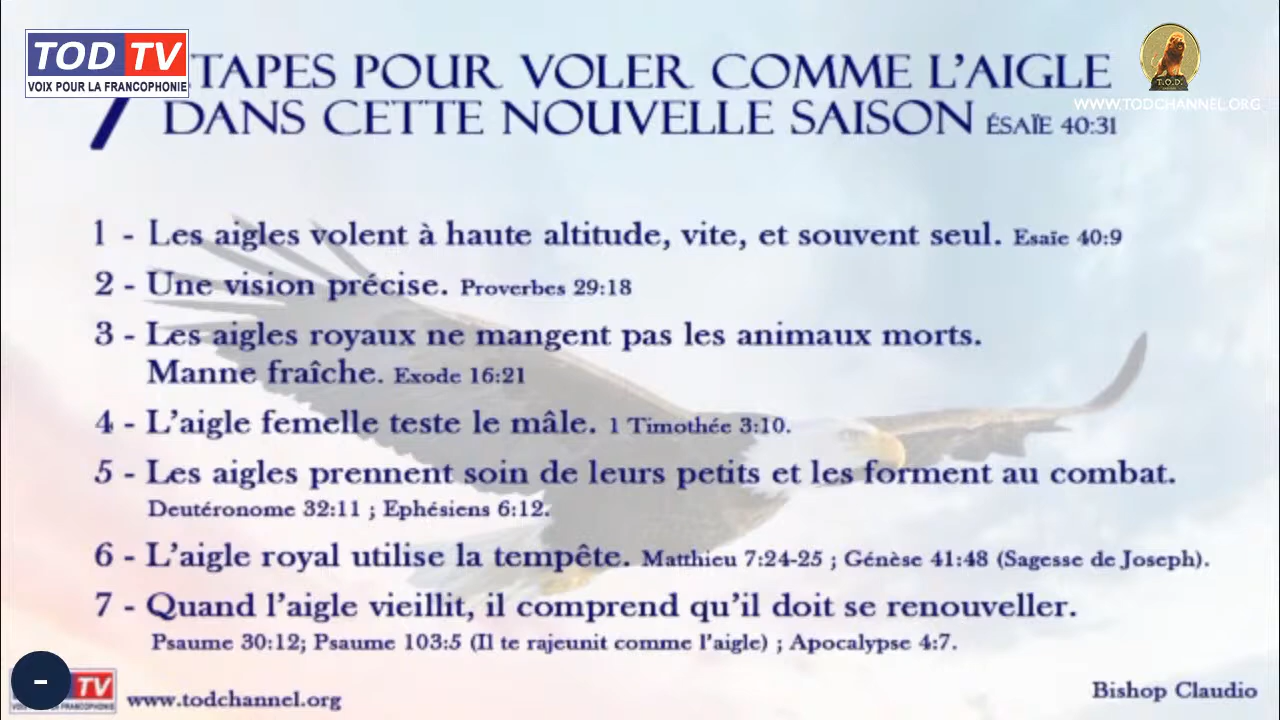 TOD TV
VOIX POUR LA FRANCOPHONIE
T.O.D.
WWW.TODCHANNEL.ORG
7 TAPES POUR VOLER COMME L'AIGLE
DANS CETTE NOUVELLE SAISON ÉSAÏE 40:31
1 - Les aigles volent à haute altitude, vite, et souvent seul. Esaïe 40:9
2 - Une vision précise. Proverbes 29:18
3 - Les aigles royaux ne mangent pas les animaux morts.
Manne fraîche. Exode 16:21
4 - L'aigle femelle teste le mâle. 1 Timothée 3:10.
5 - Les aigles prennent soin de leurs petits et les forment au combat.
Deutéronome 32:11 ; Ephésiens 6:12.
6 - L'aigle royal utilise la tempête. Matthieu 7:24-25 ; Génèse 41:48 (Sagesse de Joseph).
7 - Quand l'aigle vieillit, il comprend qu'il doit se renouveller.
Psaume 30:12; Psaume 103:5 (Il te rajeunit comme l'aigle) ; Apocalypse 4:7.
TV
www.todchannel.org
Bishop Claudio